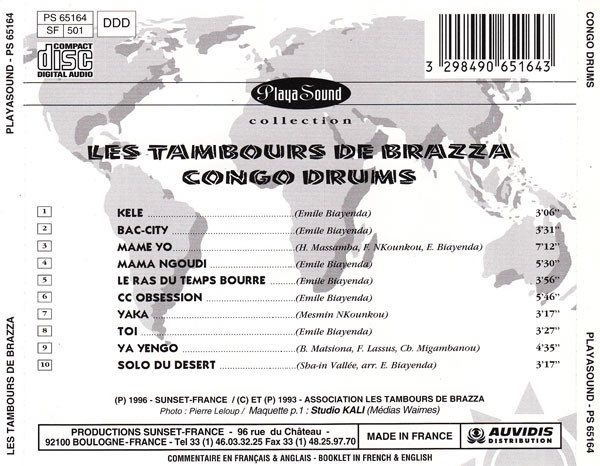 PLAYASOUND - PS 65164
LES TAMBOURS DE BRAZZA
PS 65164
SF 501
DDD
COMPACT
disc
DIGITAL AUDIO
3 298490 651643
Playa Sound
collection
LES TAMBOURS DE BRAZZA
CONGO DRUMS
1 KELE (Emile Biayenda) 3'06"
2 BAC-CITY (Emile Biayenda) 3'31"
3 MAME YO (H. Massamba, F. NKounkou, E. Biayenda) 7'12"
4 MAMA NGOUDI (Emile Biayenda) 5'30"
5 LE RAS DU TEMPS BOURRE (Emile Biayenda) 3'56"
6 CC OBSESSION (Emile Biayenda) 5'46"
7 YAKA (Mesmin NKounkou) 3'17"
8 TOI (Emile Biayenda) 3'27"
9 YA YENGO (B. Matsiona, F. Lassus, Ch. Migambanou) 4'35"
10 SOLO DU DESERT (Sha-in Vallée, arr. E. Biayenda) 3'17"
(P) 1996 - SUNSET-FRANCE / (C) ET (P) 1993 - ASSOCIATION LES TAMBOURS DE BRAZZA
Photo : Pierre Leloup / Maquette p.1 : Studio KALI (Médias Waimes)
PRODUCTIONS SUNSET-FRANCE - 96 rue du Château -
92100 BOULOGNE-FRANCE - Tel 33 (1) 46.03.32.25 Fax 33 (1) 48.25.97.70
MADE IN FRANCE
AUVIDIS
DISTRIBUTION
COMMENTAIRE EN FRANÇAIS & ANGLAIS - BOOKLET IN FRENCH & ENGLISH
CONGO DRUMS
PLAYASOUND - PS 65164